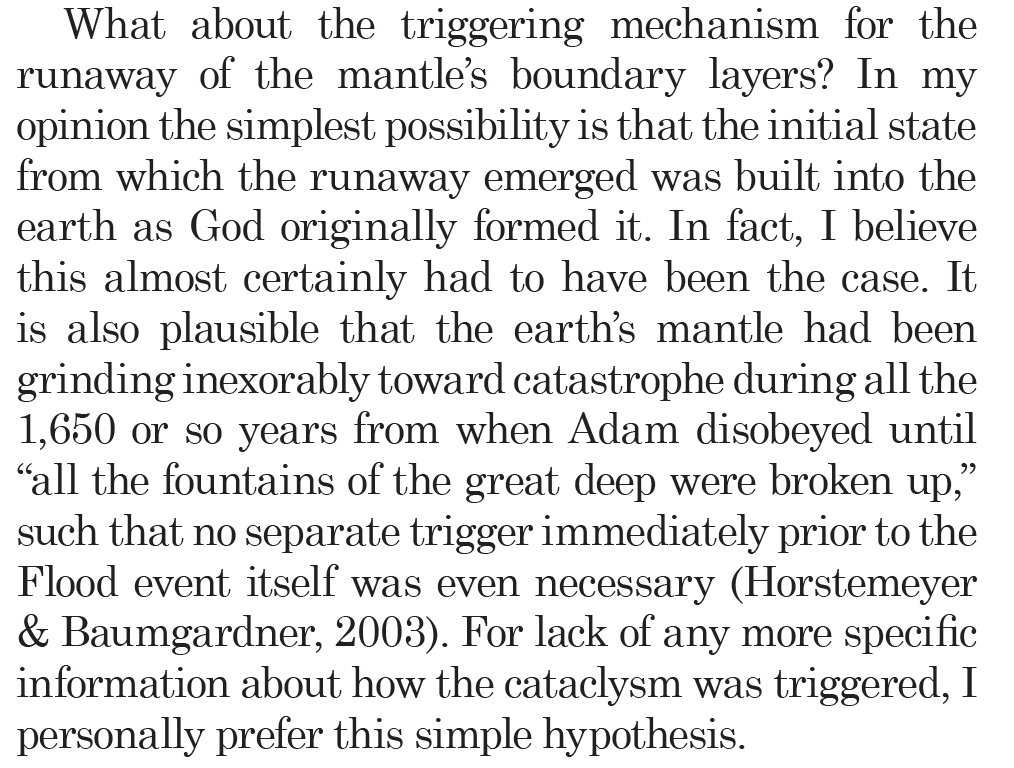 What about the triggering mechanism for the
runaway of the mantle’s boundary layers? In my
opinion the simplest possibility is that the initial state
from which the runaway emerged was built into the
earth as God originally formed it. In fact, I believe
this almost certainly had to have been the case. It
is also plausible that the earth’s mantle had been
grinding inexorably toward catastrophe during all the
1,650 or so years from when Adam disobeyed until
“all the fountains of the great deep were broken up,”
such that no separate trigger immediately prior to the
Flood event itself was even necessary (Horstemeyer
& Baumgardner, 2003). For lack of any more specific
information about how the cataclysm was triggered, I
personally prefer this simple hypothesis.